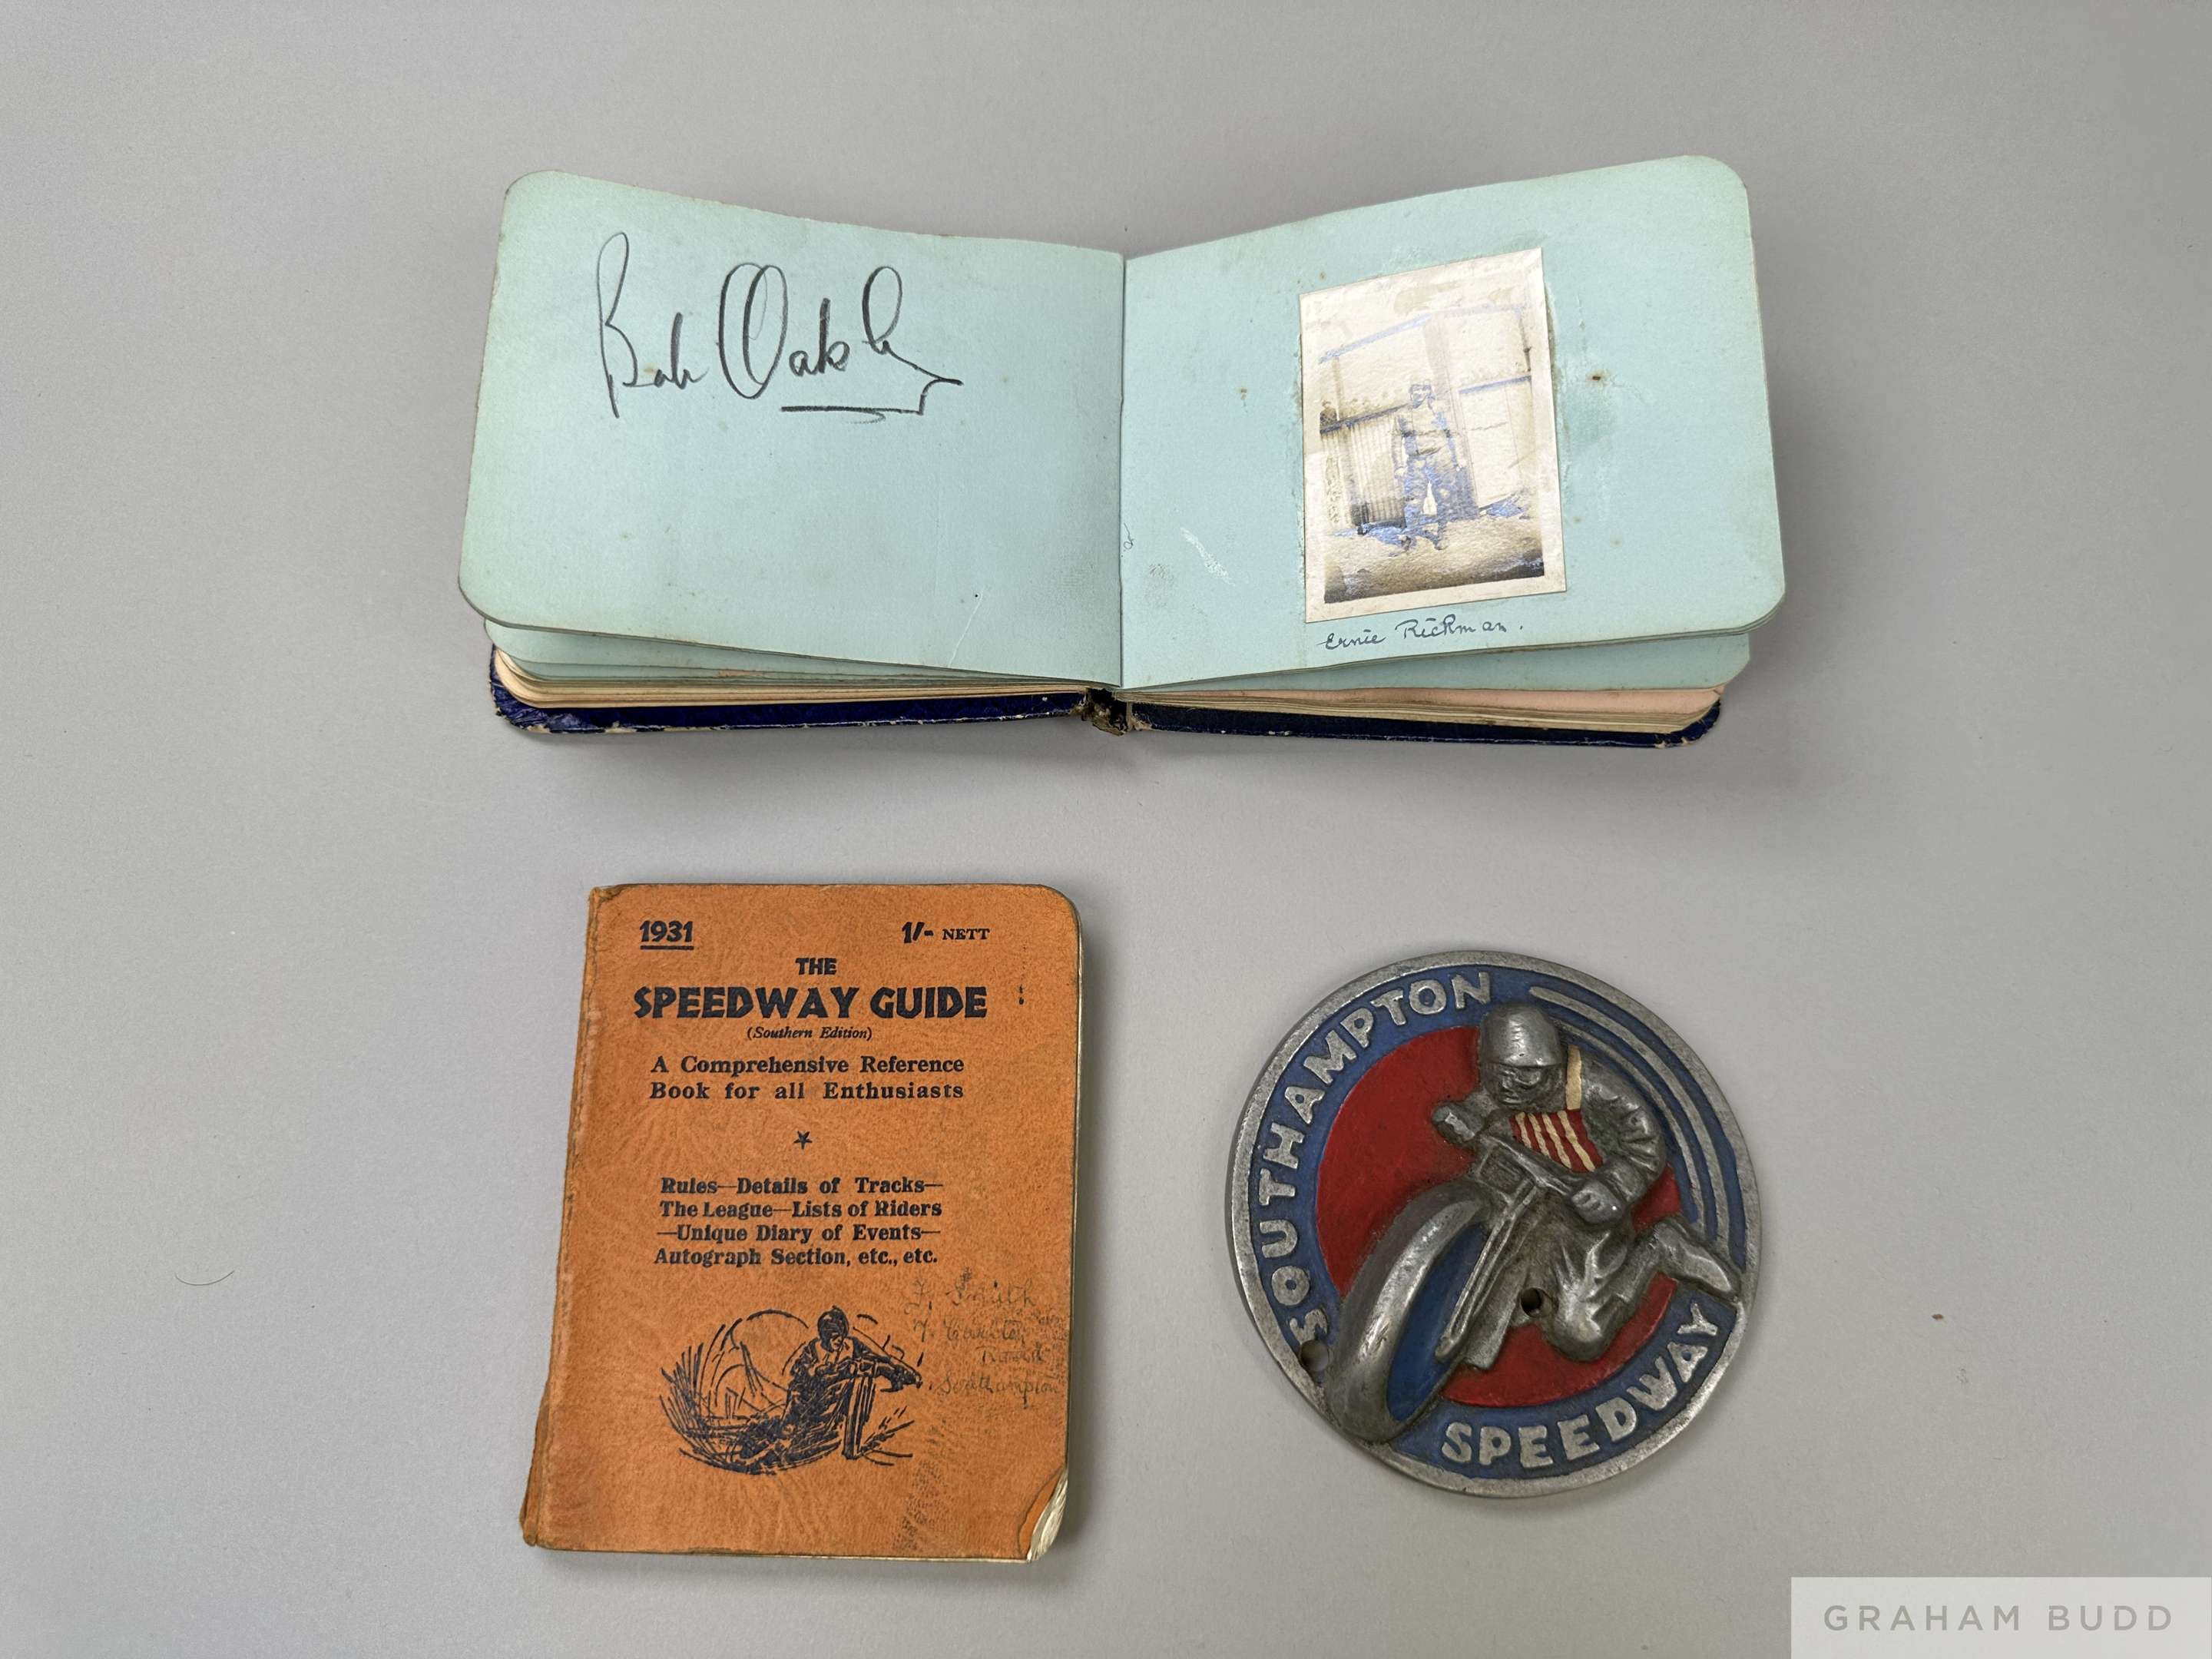 Bob Oakley
Ernie Rickman.
1931
1/- NETT
THE
SPEEDWAY GUIDE
(Southern Edition)
A Comprehensive Reference
Book for all Enthusiasts
Rules—Details of Tracks—
The League—Lists of Riders
—Unique Diary of Events—
Autograph Section, etc., etc.
Smith
Southampton
SOUTHAMPTON
SPEEDWAY
GRAHAM BUDD